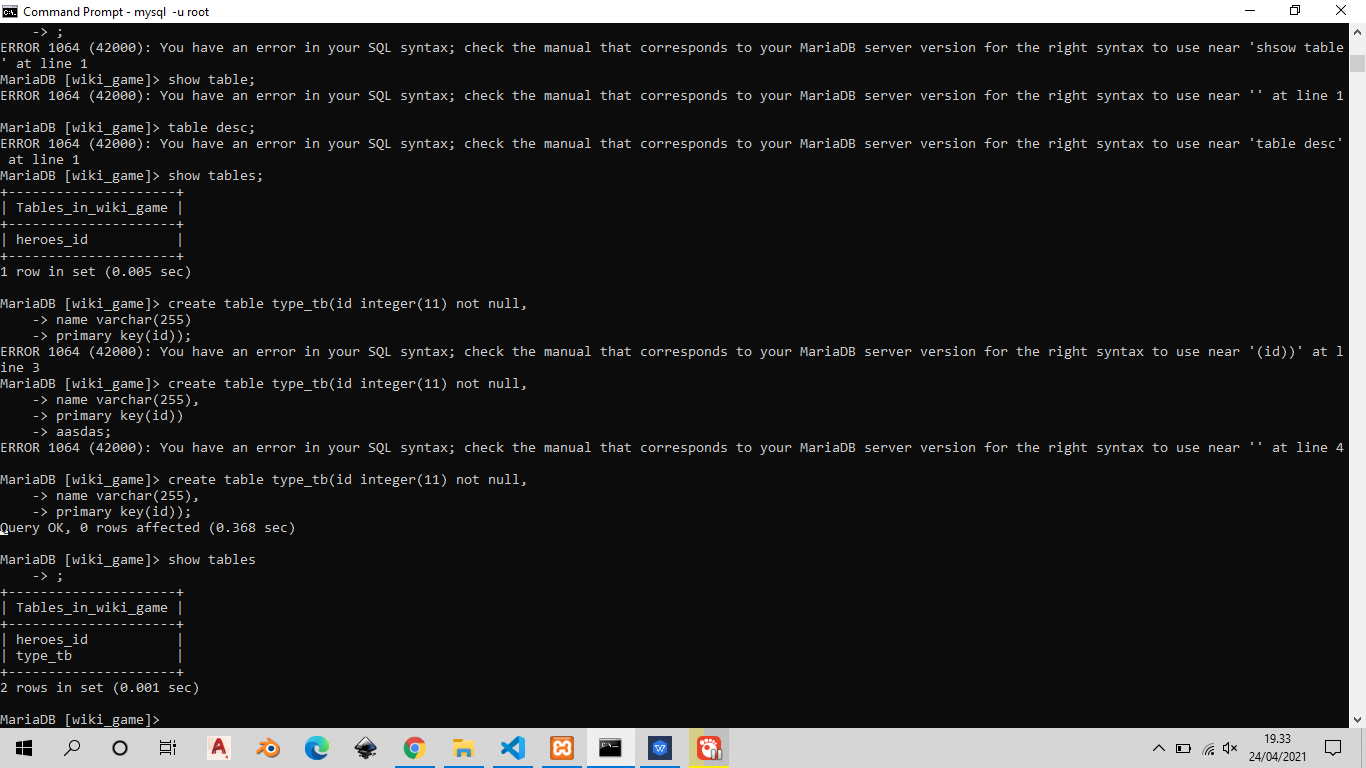 Command Prompt - mysql  -u root
    -> ;
ERROR 1064 (42000): You have an error in your SQL syntax; check the manual that corresponds to your MariaDB server version for the right syntax to use near 'shsow table
' at line 1
MariaDB [wiki_game]> show table;
ERROR 1064 (42000): You have an error in your SQL syntax; check the manual that corresponds to your MariaDB server version for the right syntax to use near '' at line 1
MariaDB [wiki_game]> table desc;
ERROR 1064 (42000): You have an error in your SQL syntax; check the manual that corresponds to your MariaDB server version for the right syntax to use near 'table desc'
 at line 1
MariaDB [wiki_game]> show tables;
+---------------------+
| Tables_in_wiki_game |
+---------------------+
| heroes_id           |
+---------------------+
1 row in set (0.005 sec)
MariaDB [wiki_game]> create table type_tb(id integer(11) not null,
    -> name varchar(255)
    -> primary key(id));
ERROR 1064 (42000): You have an error in your SQL syntax; check the manual that corresponds to your MariaDB server version for the right syntax to use near '(id))' at l
ine 3
MariaDB [wiki_game]> create table type_tb(id integer(11) not null,
    -> name varchar(255),
    -> primary key(id))
    -> aasdas;
ERROR 1064 (42000): You have an error in your SQL syntax; check the manual that corresponds to your MariaDB server version for the right syntax to use near '' at line 4
MariaDB [wiki_game]> create table type_tb(id integer(11) not null,
    -> name varchar(255),
    -> primary key(id));
Query OK, 0 rows affected (0.368 sec)
MariaDB [wiki_game]> show tables
    -> ;
+---------------------+
| Tables_in_wiki_game |
+---------------------+
| heroes_id           |
| type_tb             |
+---------------------+
2 rows in set (0.001 sec)
MariaDB [wiki_game]>
19.33
24/04/2021